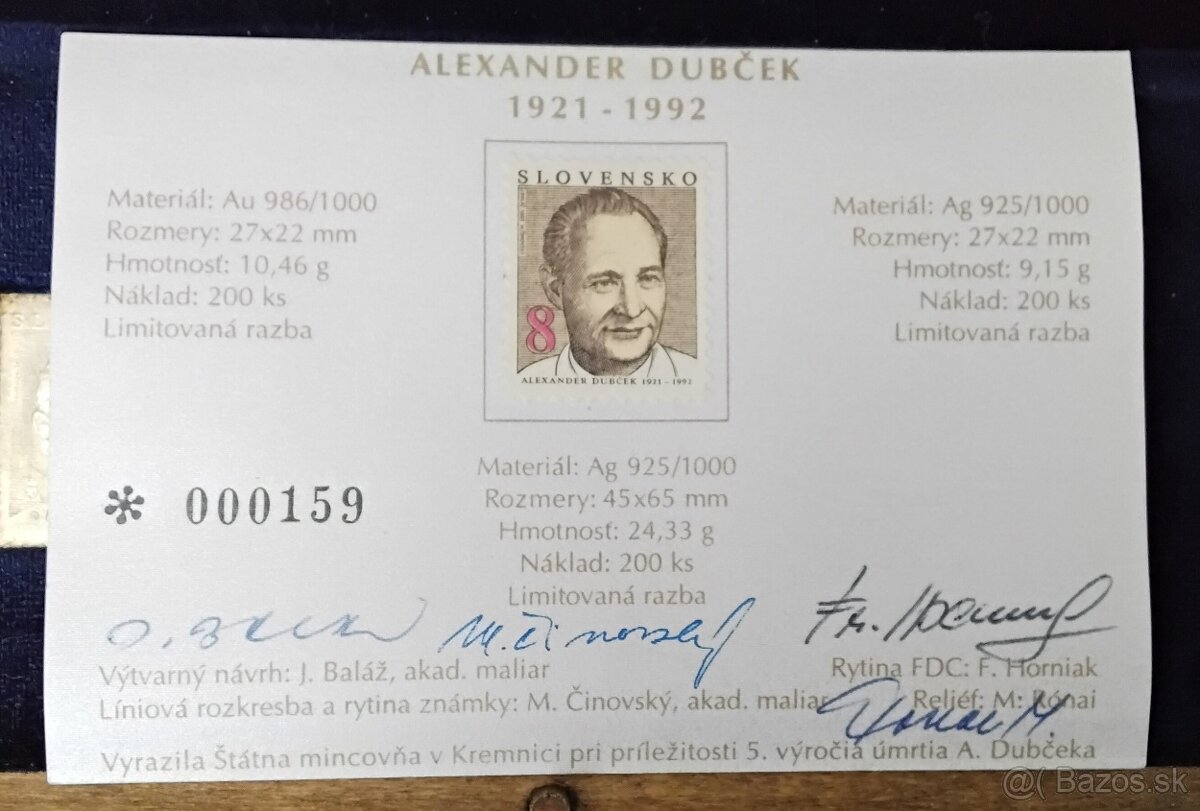 ALEXANDER DUBČEK
1921 - 1992
Materiál: Au 986/1000
Rozmery: 27x22 mm
Hmotnosť: 10,46 g
Náklad: 200 ks
Limitovaná razba
SLOVENSKO
8
ALEXANDER DUBČEK 1921 - 1992
Materiál: Ag 925/1000
Rozmery: 27x22 mm
Hmotnosť: 9,15 g
Náklad: 200 ks
Limitovaná razba
* 000159
Materiál: Ag 925/1000
Rozmery: 45x65 mm
Hmotnosť: 24,33 g
Náklad: 200 ks
Limitovaná razba
M. Činovský
Fr. Horniak
Výtvarný návrh: J. Baláž, akad. maliar
Rytina FDC: F. Horniak
Líniová rozkresba a rytina známky: M. Činovský, akad. maliar
Reliéf: M. Rónai
Ronai M.
Vyrazila Štátna mincovňa v Kremnici pri príležitosti 5. výročia úmrtia A. Dubčeka
@( Bazos.sk